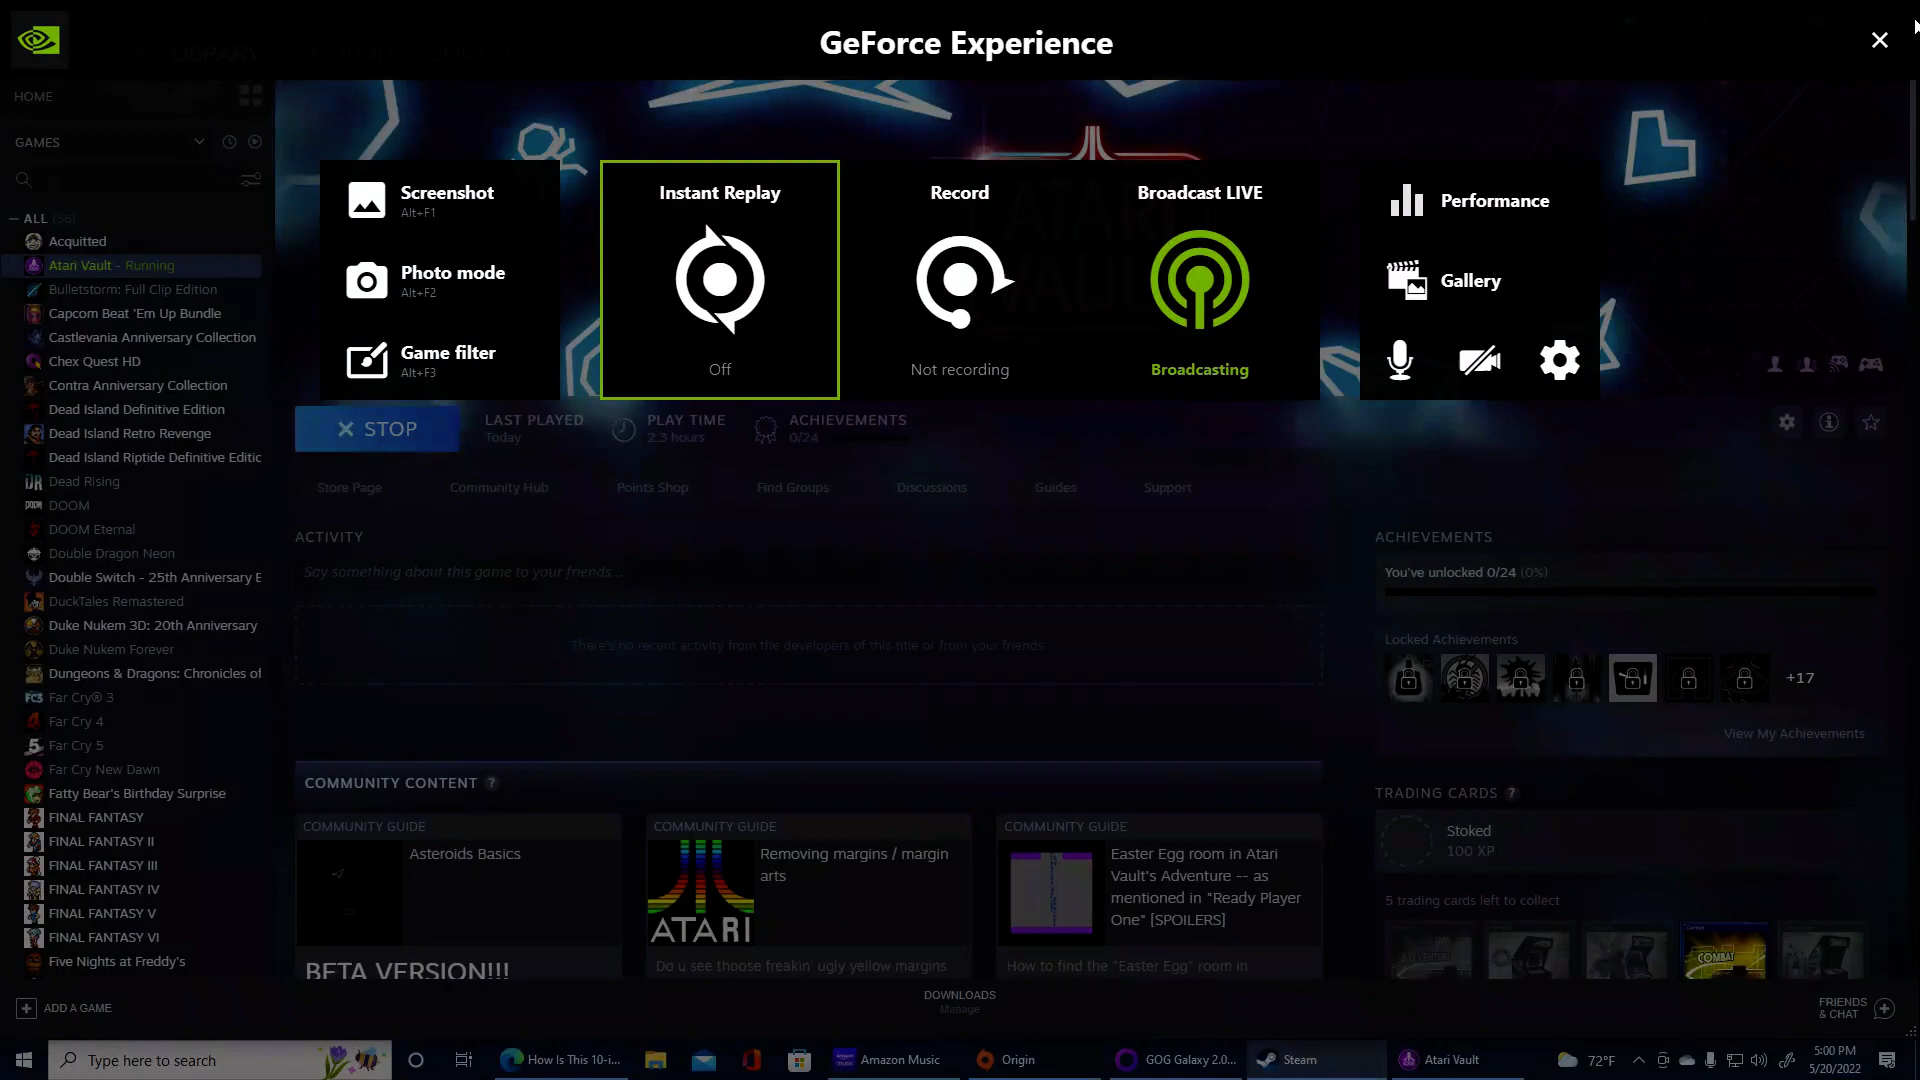 GeForce Experience
LIBRARY
HOME
GAMES
ALL (56)
Acquitted
Atari Vault - Running
Bulletstorm: Full Clip Edition
Capcom Beat 'Em Up Bundle
Castlevania Anniversary Collection
Chex Quest HD
Contra Anniversary Collection
Dead Island Definitive Edition
Dead Island Retro Revenge
Dead Island Riptide Definitive Editic
Dead Rising
DOOM
DOOM Eternal
Double Dragon Neon
Double Switch - 25th Anniversary E
DuckTales Remastered
Duke Nukem 3D: 20th Anniversary
Duke Nukem Forever
Dungeons & Dragons: Chronicles of
Far Cry® 3
Far Cry 4
Far Cry 5
Far Cry New Dawn
Fatty Bear's Birthday Surprise
FINAL FANTASY
FINAL FANTASY II
FINAL FANTASY III
FINAL FANTASY IV
FINAL FANTASY V
FINAL FANTASY VI
Five Nights at Freddy's
ADD A GAME
Screenshot
Alt+F1
Photo mode
Alt+F2
Game filter
Alt+F3
Instant Replay
Off
Record
Not recording
Broadcast LIVE
Broadcasting
ATARI
VAULT
Performance
Gallery
STOP
LAST PLAYED
Today
PLAY TIME
2.3 hours
ACHIEVEMENTS
0/24
Store Page
Community Hub
Points Shop
Find Groups
Discussions
Guides
Support
ACTIVITY
Say something about this game to your friends...
There's no recent activity from the developers of this title or from your friends
COMMUNITY CONTENT ?
COMMUNITY GUIDE
Asteroids Basics
BETA VERSION!!!
COMMUNITY GUIDE
Removing margins / margin
arts
ATARI
Do u see thoose freakin' ugly yellow margins
COMMUNITY GUIDE
Easter Egg room in Atari
Vault's Adventure -- as
mentioned in "Ready Player
One" [SPOILERS]
How to find the "Easter Egg" room in
ACHIEVEMENTS
You've unlocked 0/24 (0%)
Locked Achievements
+17
View My Achievements
TRADING CARDS ?
Stoked
100 XP
5 trading cards left to collect
ADVENTURE
COMBAT
DOWNLOADS
Manage
FRIENDS
& CHAT
Type here to search
How Is This 10-i...
Amazon Music
Origin
GOG Galaxy 2.0...
Steam
Atari Vault
72°F
5:00 PM
5/20/2022